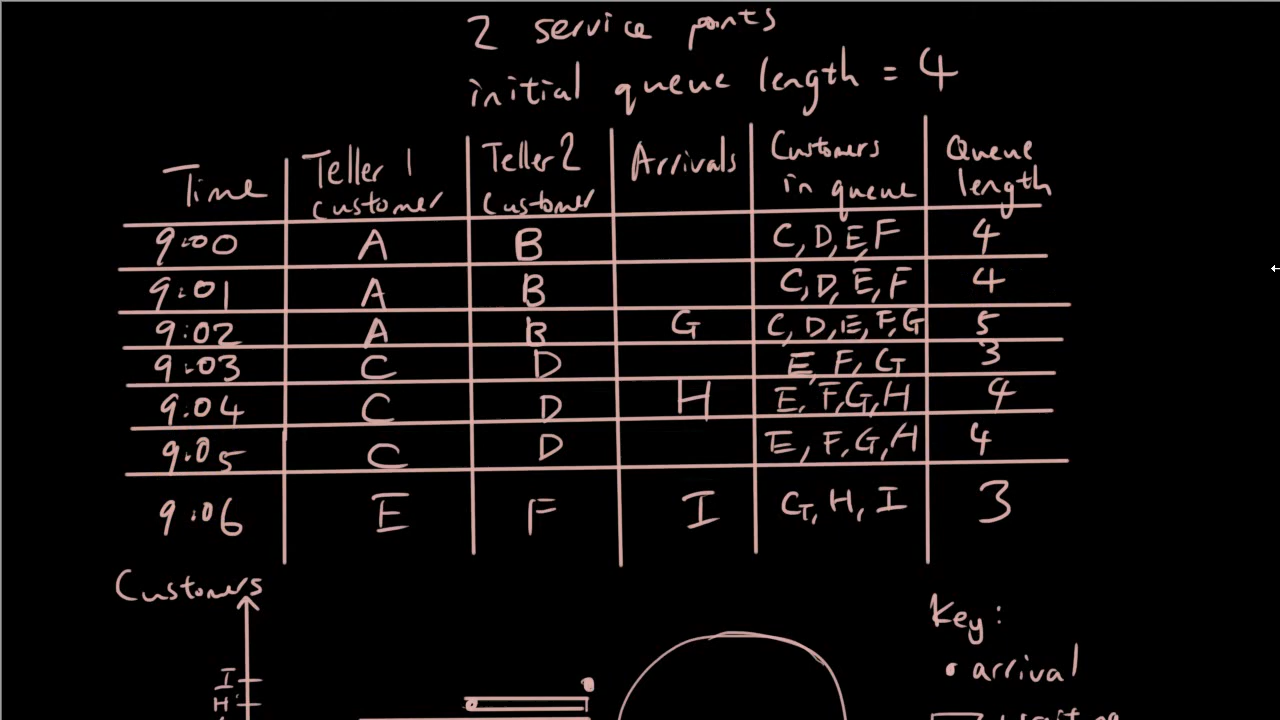 2 service points
initial queue length = 4
Time Teller 1 customer Teller 2 customer Arrivals Customers in queue Queue length
9:00 A B C, D, E, F 4
9:01 A B C, D, E, F 4
9:02 A B G C, D, E, F, G 5
9:03 C D E, F, G 3
9:04 C D H E, F, G, H 4
9:05 C D E, F, G, H 4
9:06 E F I G, H, I 3
Customers
Key:
I
• arrival
H